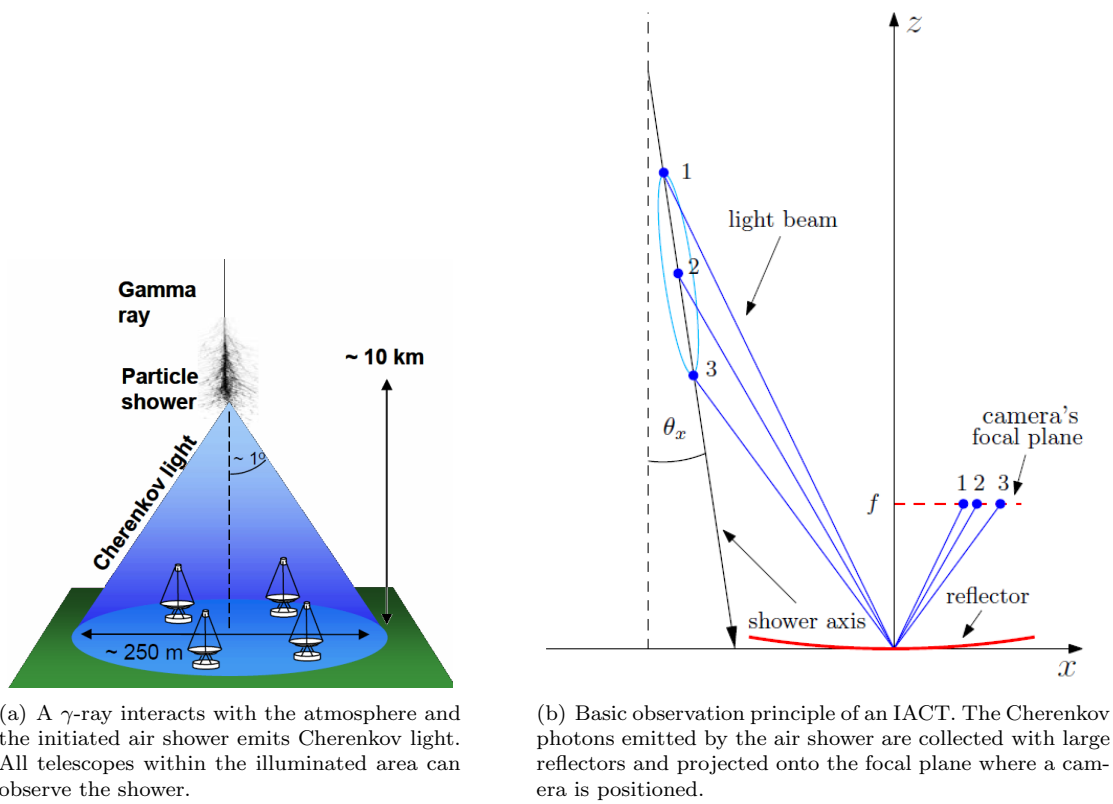 Gamma
ray
Particle
shower
~ 10 km
~ 1°
Cherenkov light
~ 250 m
z
1
light beam
2
3
θx
camera's
focal plane
1 2 3
f
reflector
shower axis
x
(a) A γ-ray interacts with the atmosphere and
the initiated air shower emits Cherenkov light.
All telescopes within the illuminated area can
observe the shower.
(b) Basic observation principle of an IACT. The Cherenkov
photons emitted by the air shower are collected with large
reflectors and projected onto the focal plane where a cam-
era is positioned.